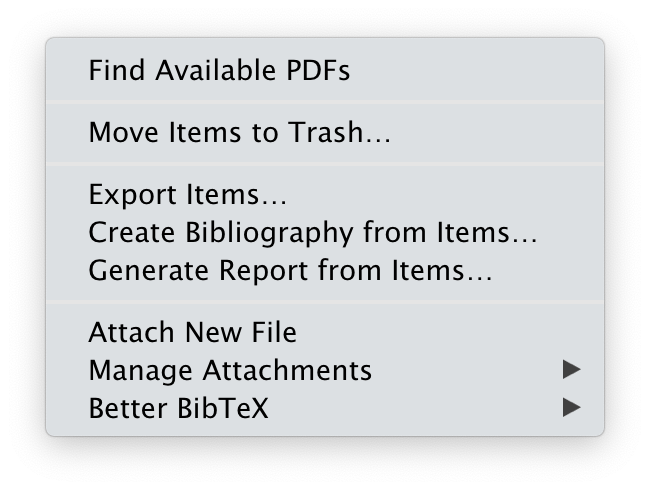 Find Available PDFs
Move Items to Trash…
Export Items…
Create Bibliography from Items…
Generate Report from Items…
Attach New File
Manage Attachments
Better BibTeX